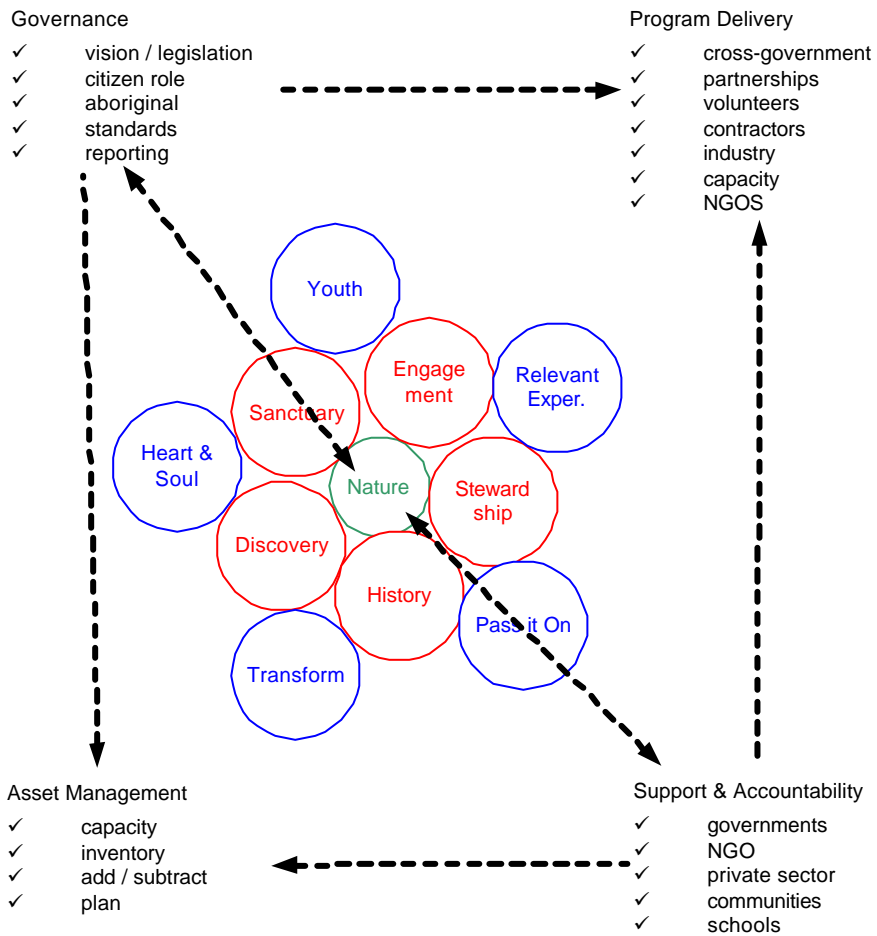 Governance
✓ vision / legislation
✓ citizen role
✓ aboriginal
✓ standards
✓ reporting
Program Delivery
✓ cross-government
✓ partnerships
✓ volunteers
✓ contractors
✓ industry
✓ capacity
✓ NGOS
Youth
Engage
ment
Relevant
Exper.
Sanctuary
Heart &
Soul
Nature
Steward
ship
Discovery
History
Pass it On
Transform
Asset Management
✓ capacity
✓ inventory
✓ add / subtract
✓ plan
Support & Accountability
✓ governments
✓ NGO
✓ private sector
✓ communities
✓ schools